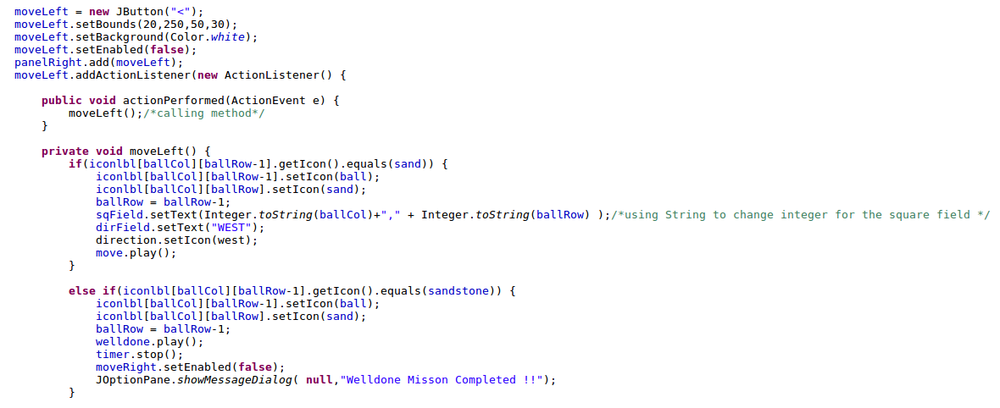 moveLeft = new JButton("<");
moveLeft.setBounds(20,250,50,30);
moveLeft.setBackground(Color.white);
moveLeft.setEnabled(false);
panelRight.add(moveLeft);
moveLeft.addActionListener(new ActionListener() {

    public void actionPerformed(ActionEvent e) {
        moveLeft();/*calling method*/
    }

    private void moveLeft() {
        if(iconlbl[ballCol][ballRow-1].getIcon().equals(sand)) {
            iconlbl[ballCol][ballRow-1].setIcon(ball);
            iconlbl[ballCol][ballRow].setIcon(sand);
            ballRow = ballRow-1;
            sqField.setText(Integer.toString(ballCol)+"," + Integer.toString(ballRow) );/*using String to change integer for the square field */
            dirField.setText("WEST");
            direction.setIcon(west);
            move.play();
        }

        else if(iconlbl[ballCol][ballRow-1].getIcon().equals(sandstone)) {
            iconlbl[ballCol][ballRow-1].setIcon(ball);
            iconlbl[ballCol][ballRow].setIcon(sand);
            ballRow = ballRow-1;
            welldone.play();
            timer.stop();
            moveRight.setEnabled(false);
            JOptionPane.showMessageDialog( null,"Welldone Misson Completed !!");
        }